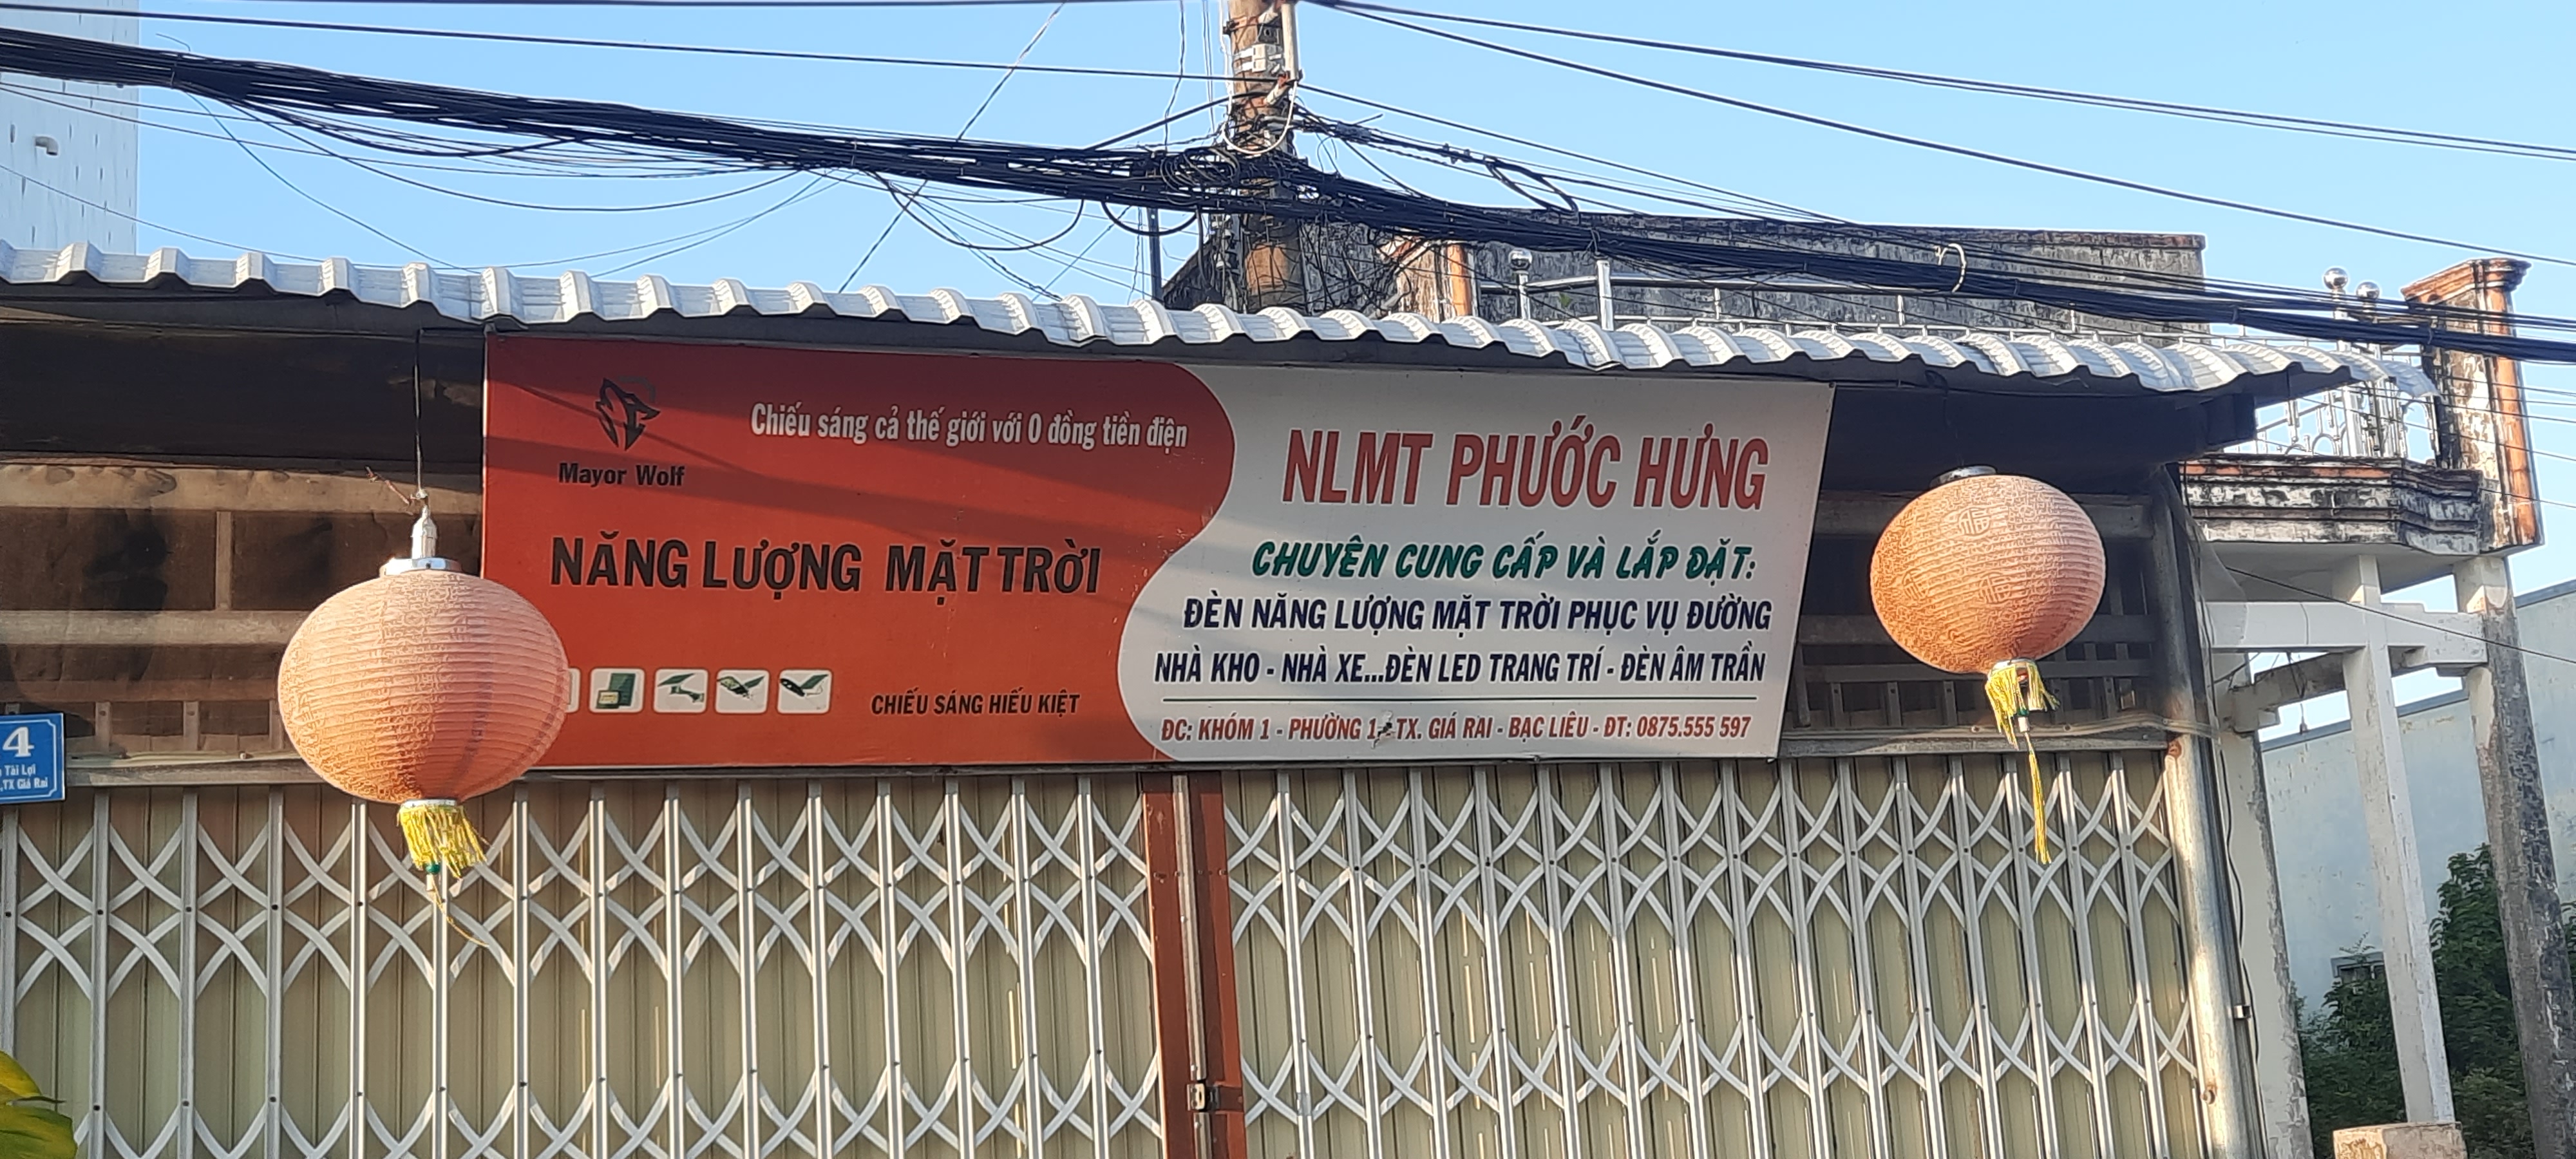 Mayor Wolf
Chiếu sáng cả thế giới với 0 đồng tiền điện
NĂNG LƯỢNG MẶT TRỜI
CHIẾU SÁNG HIẾU KIỆT
NLMT PHƯỚC HƯNG
CHUYÊN CUNG CẤP VÀ LẮP ĐẶT:
ĐÈN NĂNG LƯỢNG MẶT TRỜI PHỤC VỤ ĐƯỜNG
NHÀ KHO - NHÀ XE...ĐÈN LED TRANG TRÍ - ĐÈN ÂM TRẦN
ĐC: KHÓM 1 - PHƯỜNG 1 - TX. GIÁ RAI - BẠC LIÊU - ĐT: 0875.555 597
4
Tài Lợi
,TX Giá Rai